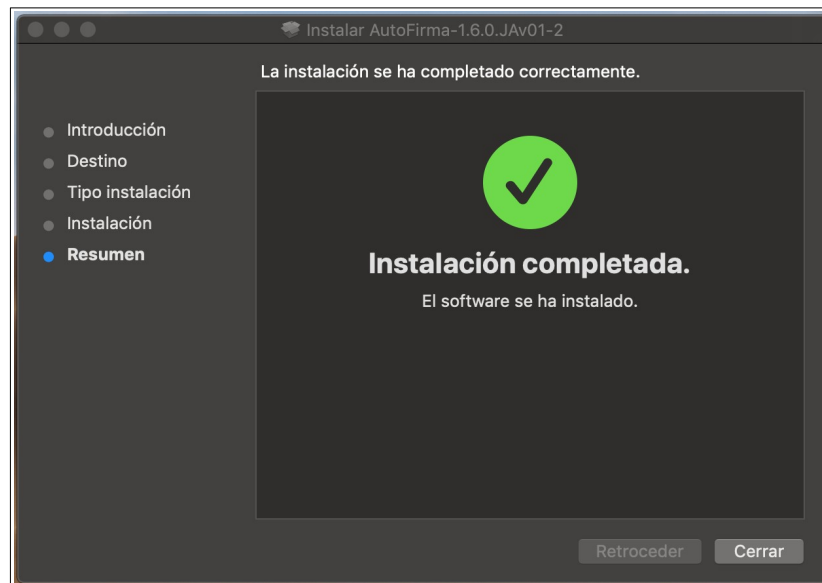 Instalar AutoFirma-1.6.0.JAv01-2
La instalación se ha completado correctamente.
Introducción
Destino
Tipo instalación
Instalación
Resumen
Instalación completada.
El software se ha instalado.
Retroceder
Cerrar